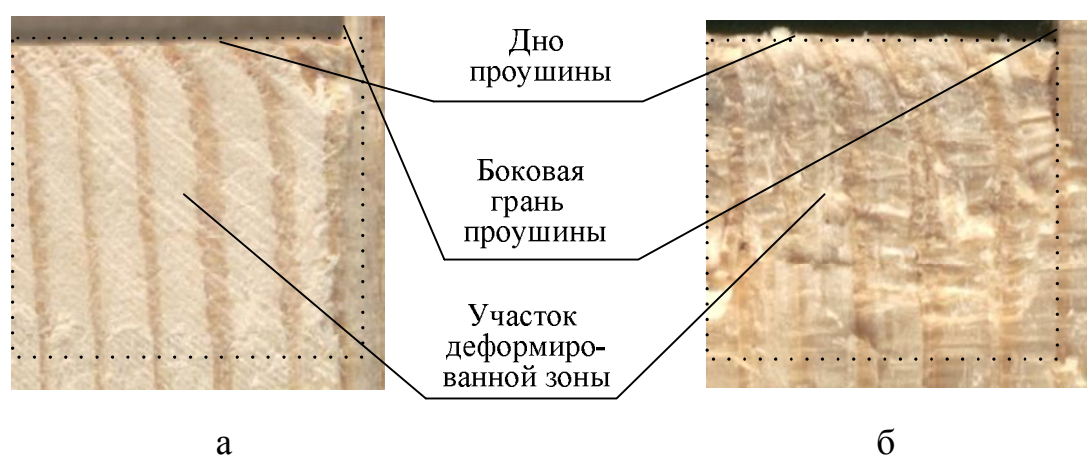 Дно
проушины
Боковая
грань
проушины
Участок
деформиро-
ванной зоны
а
б